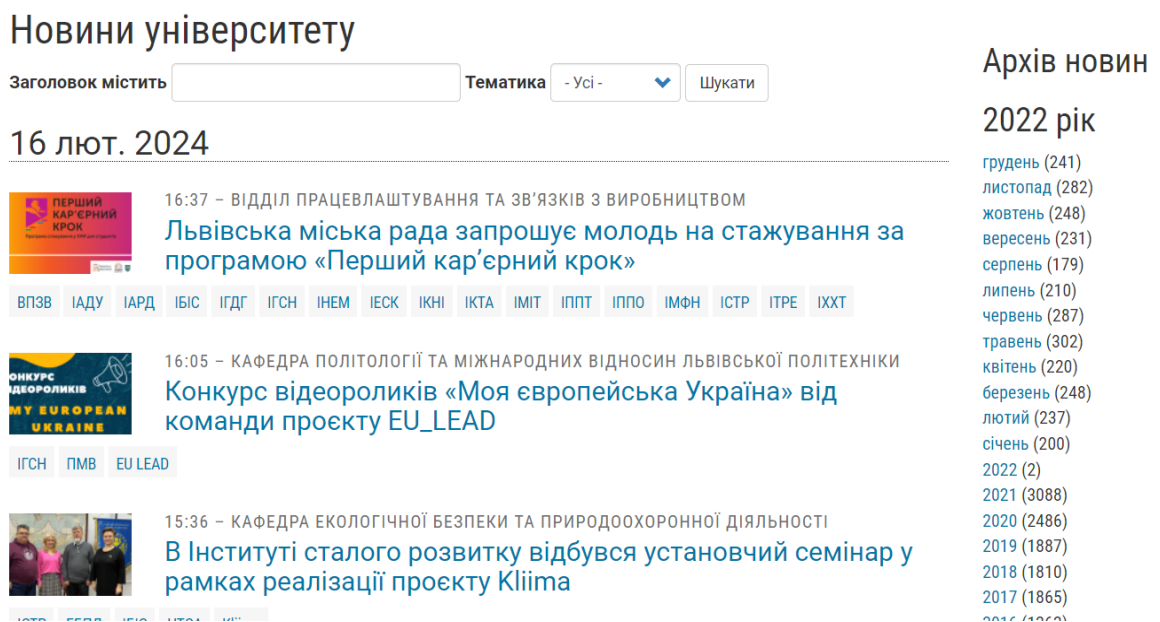 Новини університету
Заголовок містить Тематика - Усі - Шукати
16 лют. 2024
ПЕРШИЙ
КАР'ЄРНИЙ
КРОК
16:37 – ВІДДІЛ ПРАЦЕВЛАШТУВАННЯ ТА ЗВ’ЯЗКІВ З ВИРОБНИЦТВОМ
Львівська міська рада запрошує молодь на стажування за
програмою «Перший кар’єрний крок»
ВПЗВ ІАДУ ІАРД ІБІС ІГДГ ІГСН ІНЕМ ІЕСК ІКНІ ІКТА ІМІТ ІППТ ІППО ІМФН ІСТР ІТРЕ ІХХТ
ОНКУРС
ІДЕОРОЛИКІВ
MY EUROPEAN
UKRAINE
16:05 – КАФЕДРА ПОЛІТОЛОГІЇ ТА МІЖНАРОДНИХ ВІДНОСИН ЛЬВІВСЬКОЇ ПОЛІТЕХНІКИ
Конкурс відеороликів «Моя європейська Україна» від
команди проєкту EU_LEAD
ІГСН ПМВ EU LEAD
15:36 – КАФЕДРА ЕКОЛОГІЧНОЇ БЕЗПЕКИ ТА ПРИРОДООХОРОННОЇ ДІЯЛЬНОСТІ
В Інституті сталого розвитку відбувся установчий семінар у
рамках реалізації проєкту Kliima
Архів новин
2022 рік
грудень (241)
листопад (282)
жовтень (248)
вересень (231)
серпень (179)
липень (210)
червень (287)
травень (302)
квітень (220)
березень (248)
лютий (237)
січень (200)
2022 (2)
2021 (3088)
2020 (2486)
2019 (1887)
2018 (1810)
2017 (1865)